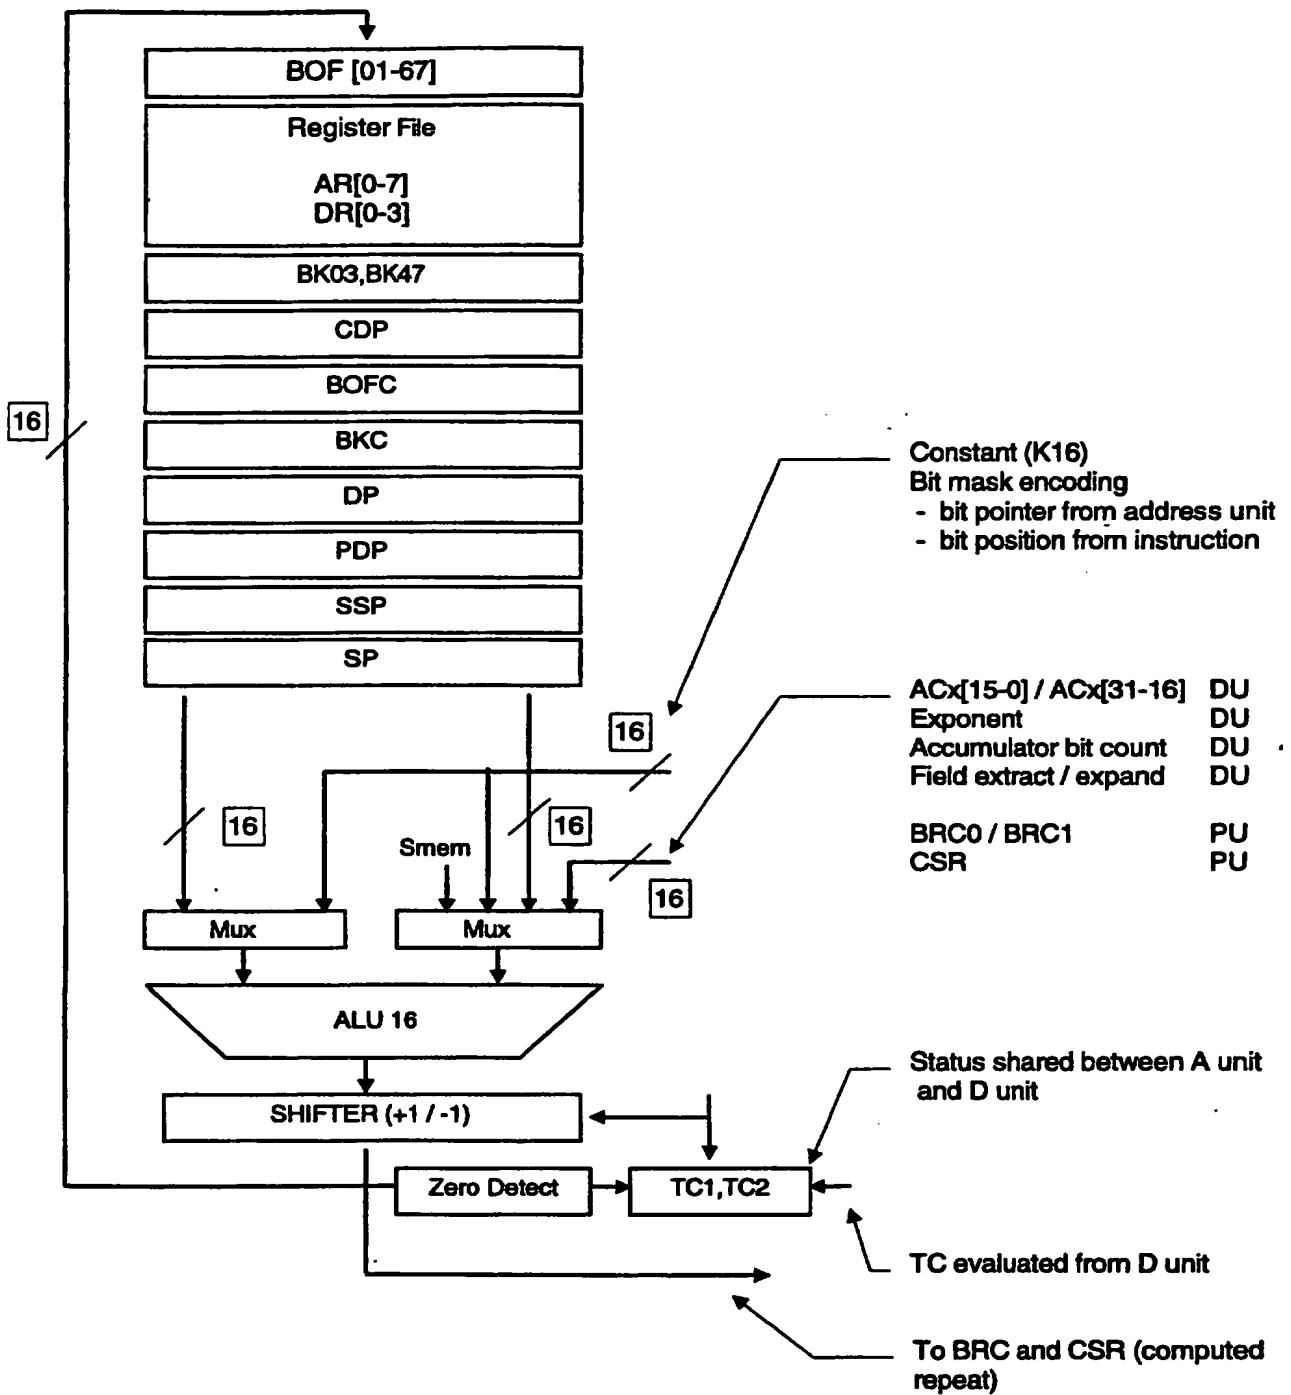 BOF [01-67]
Register File
AR[0-7]
DR[0-3]
BK03,BK47
CDP
BOFC
16
BKC
DP
PDP
SSP
SP
Constant (K16)
Bit mask encoding
- bit pointer from address unit
- bit position from instruction
ACx[15-0] / ACx[31-16] DU
Exponent DU
Accumulator bit count DU
Field extract / expand DU
BRC0 / BRC1 PU
CSR PU
16
16
16
Smem
16
Mux
Mux
ALU 16
SHIFTER (+1 / -1)
Status shared between A unit
and D unit
Zero Detect
TC1,TC2
TC evaluated from D unit
To BRC and CSR (computed
repeat)